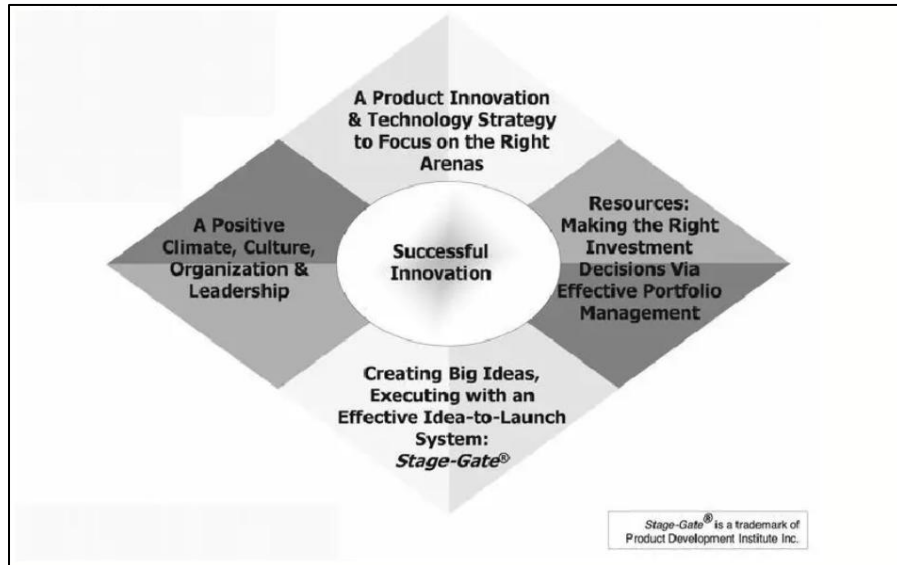 A Product Innovation
& Technology Strategy
to Focus on the Right
Arenas
A Positive
Climate, Culture,
Organization &
Leadership
Successful
Innovation
Resources:
Making the Right
Investment
Decisions Via
Effective Portfolio
Management
Creating Big Ideas,
Executing with an
Effective Idea-to-Launch
System:
Stage-Gate®
Stage-Gate® is a trademark of
Product Development Institute Inc.